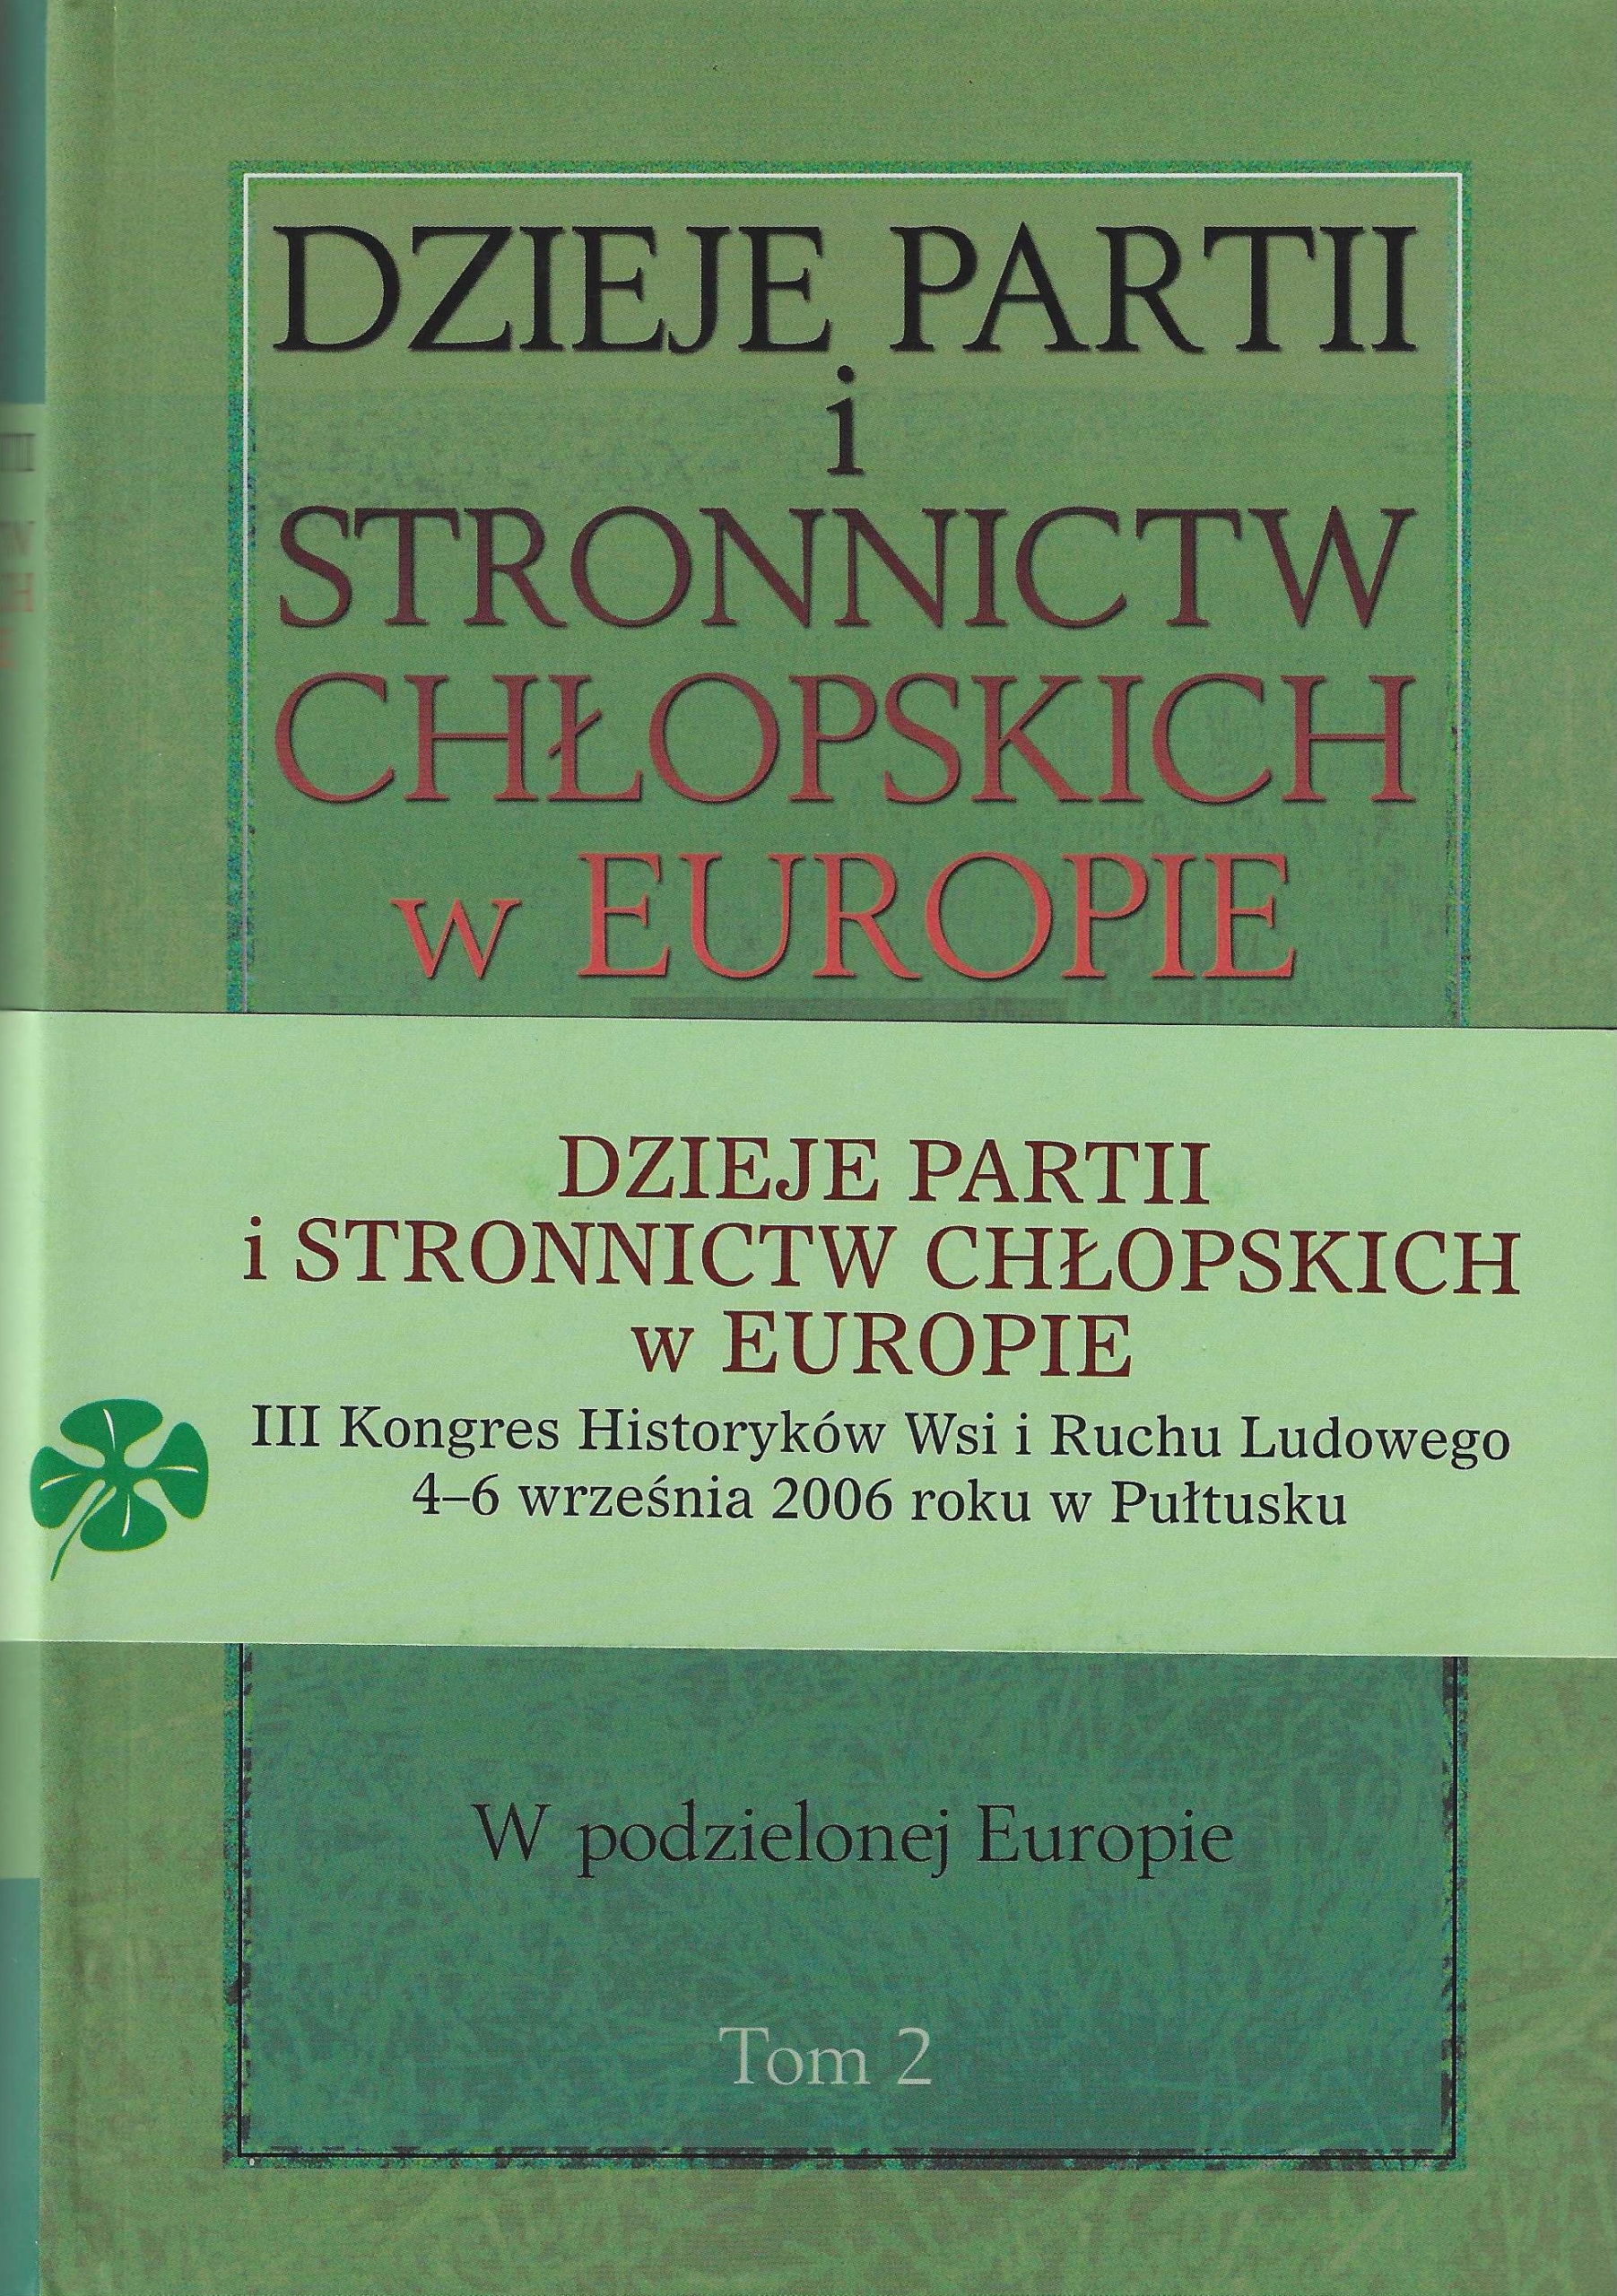 DZIEJE PARTII
i
STRONNICTW
CHŁOPSKICH
w EUROPIE
DZIEJE PARTII
i STRONNICTW CHŁOPSKICH
w EUROPIE
III Kongres Historyków Wsi i Ruchu Ludowego
4–6 września 2006 roku w Pułtusku
W podzielonej Europie
Tom 2